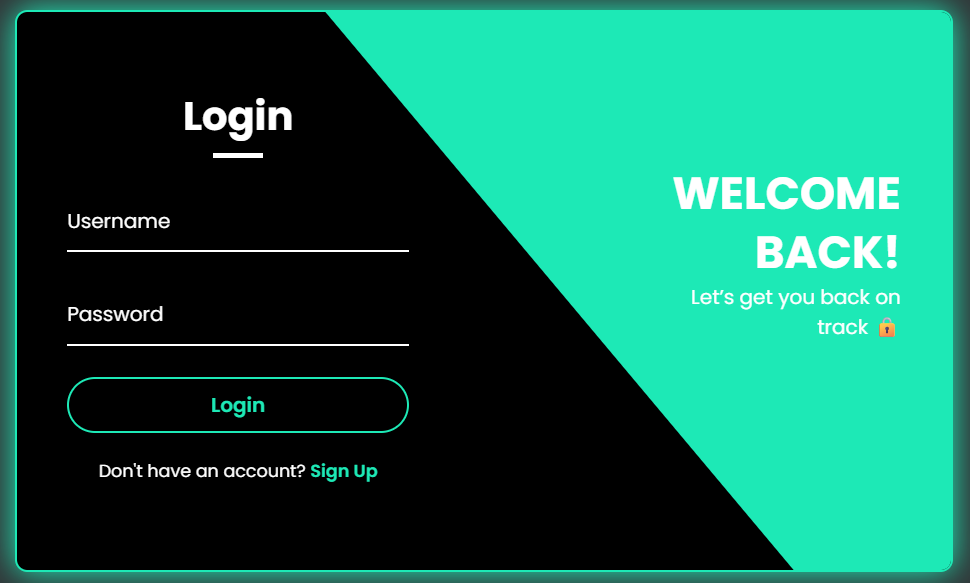 Login
Username
Password
Login
Don't have an account? Sign Up
WELCOME
BACK!
Let’s get you back on
track 🔒